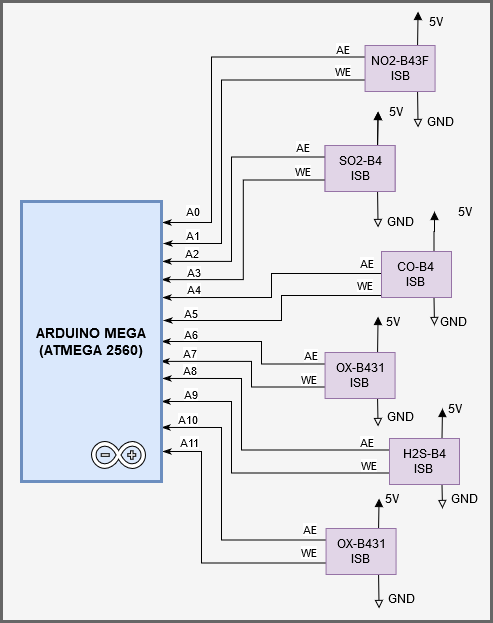 5V
AE
NO2-B43F
ISB
WE
GND
5V
AE
SO2-B4
ISB
WE
GND
A0
A1
A2
A3
A4
A5
A6
A7
A8
A9
A10
A11
ARDUINO MEGA
(ATMEGA 2560)
5V
AE
CO-B4
ISB
WE
GND
5V
AE
OX-B431
ISB
WE
GND
5V
AE
H2S-B4
ISB
WE
GND
5V
AE
OX-B431
ISB
WE
GND